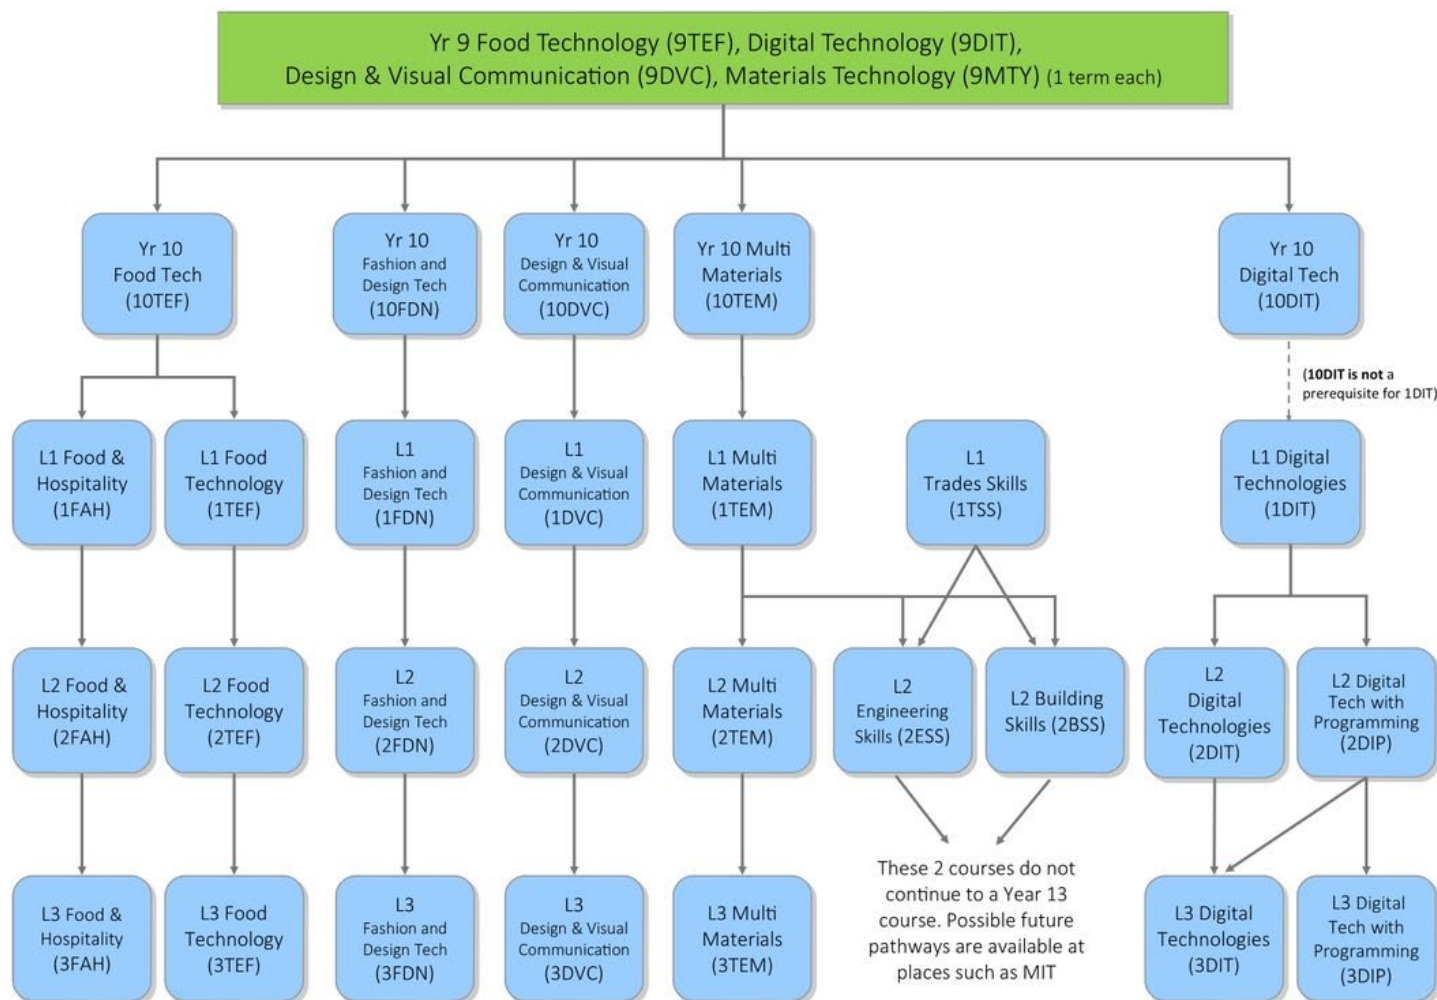 Yr 9 Food Technology (9TEF), Digital Technology (9DIT),
Design & Visual Communication (9DVC), Materials Technology (9MTY) (1 term each)
Yr 10
Food Tech
(10TEF)
Yr 10
Fashion and
Design Tech
(10FDN)
Yr 10
Design & Visual
Communication
(10DVC)
Yr 10 Multi
Materials
(10TEM)
Yr 10
Digital Tech
(10DIT)
(10DIT is not a
prerequisite for 1DIT)
L1 Food &
Hospitality
(1FAH)
L1 Food
Technology
(1TEF)
L1
Fashion and
Design Tech
(1FDN)
L1
Design & Visual
Communication
(1DVC)
L1 Multi
Materials
(1TEM)
L1
Trades Skills
(1TSS)
L1 Digital
Technologies
(1DIT)
L2 Food &
Hospitality
(2FAH)
L2 Food
Technology
(2TEF)
L2
Fashion and
Design Tech
(2FDN)
L2
Design & Visual
Communication
(2DVC)
L2 Multi
Materials
(2TEM)
L2
Engineering
Skills (2ESS)
L2 Building
Skills (2BSS)
L2
Digital
Technologies
(2DIT)
L2 Digital
Tech with
Programming
(2DIP)
L3 Food &
Hospitality
(3FAH)
L3 Food
Technology
(3TEF)
L3
Fashion and
Design Tech
(3FDN)
L3
Design & Visual
Communication
(3DVC)
L3 Multi
Materials
(3TEM)
These 2 courses do not
continue to a Year 13
course. Possible future
pathways are available at
places such as MIT
L3 Digital
Technologies
(3DIT)
L3 Digital
Tech with
Programming
(3DIP)